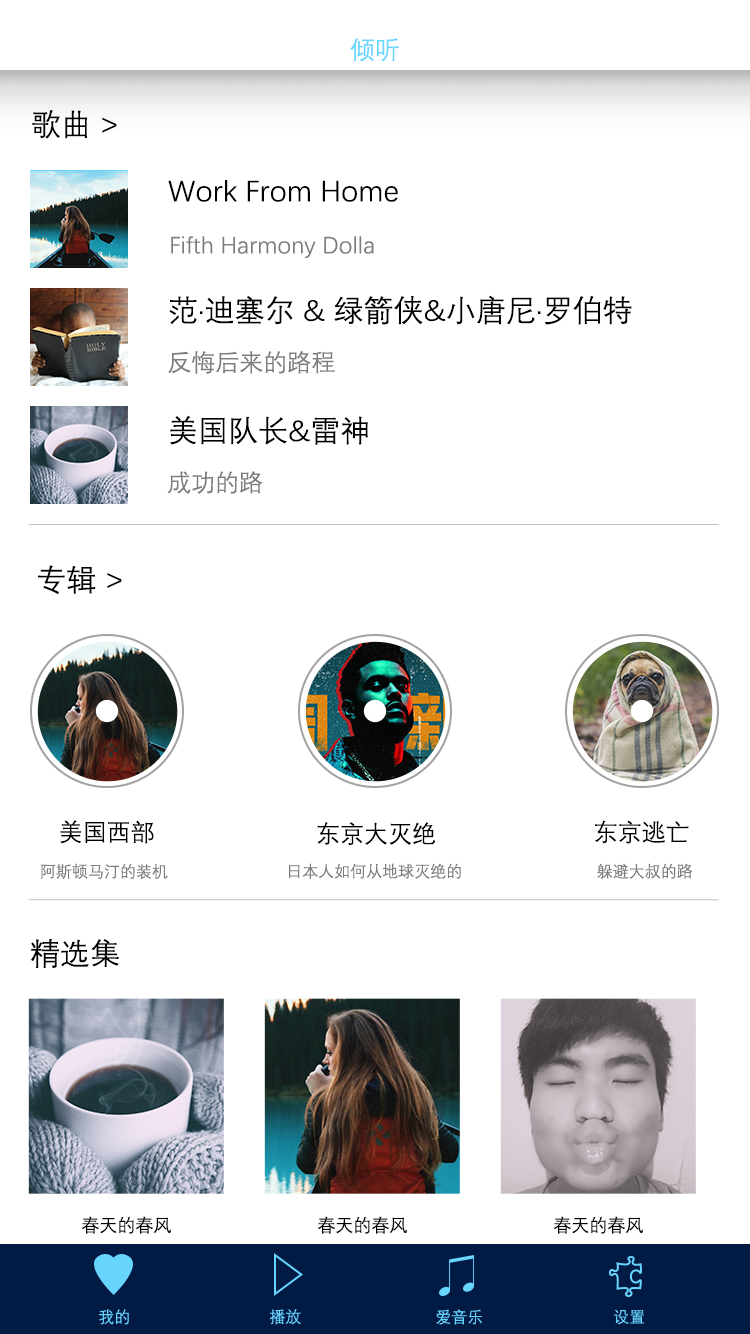 倾听
歌曲 >
Work From Home
Fifth Harmony Dolla
范·迪塞尔 & 绿箭侠&小唐尼·罗伯特
HOLY
BIBLE
反悔后来的路程
美国队长&雷神
成功的路
专辑 >
美国西部
东京大灭绝
东京逃亡
阿斯顿马汀的装机
日本人如何从地球灭绝的
躲避大叔的路
精选集
春天的春风
春天的春风
春天的春风
我的
播放
爱音乐
设置